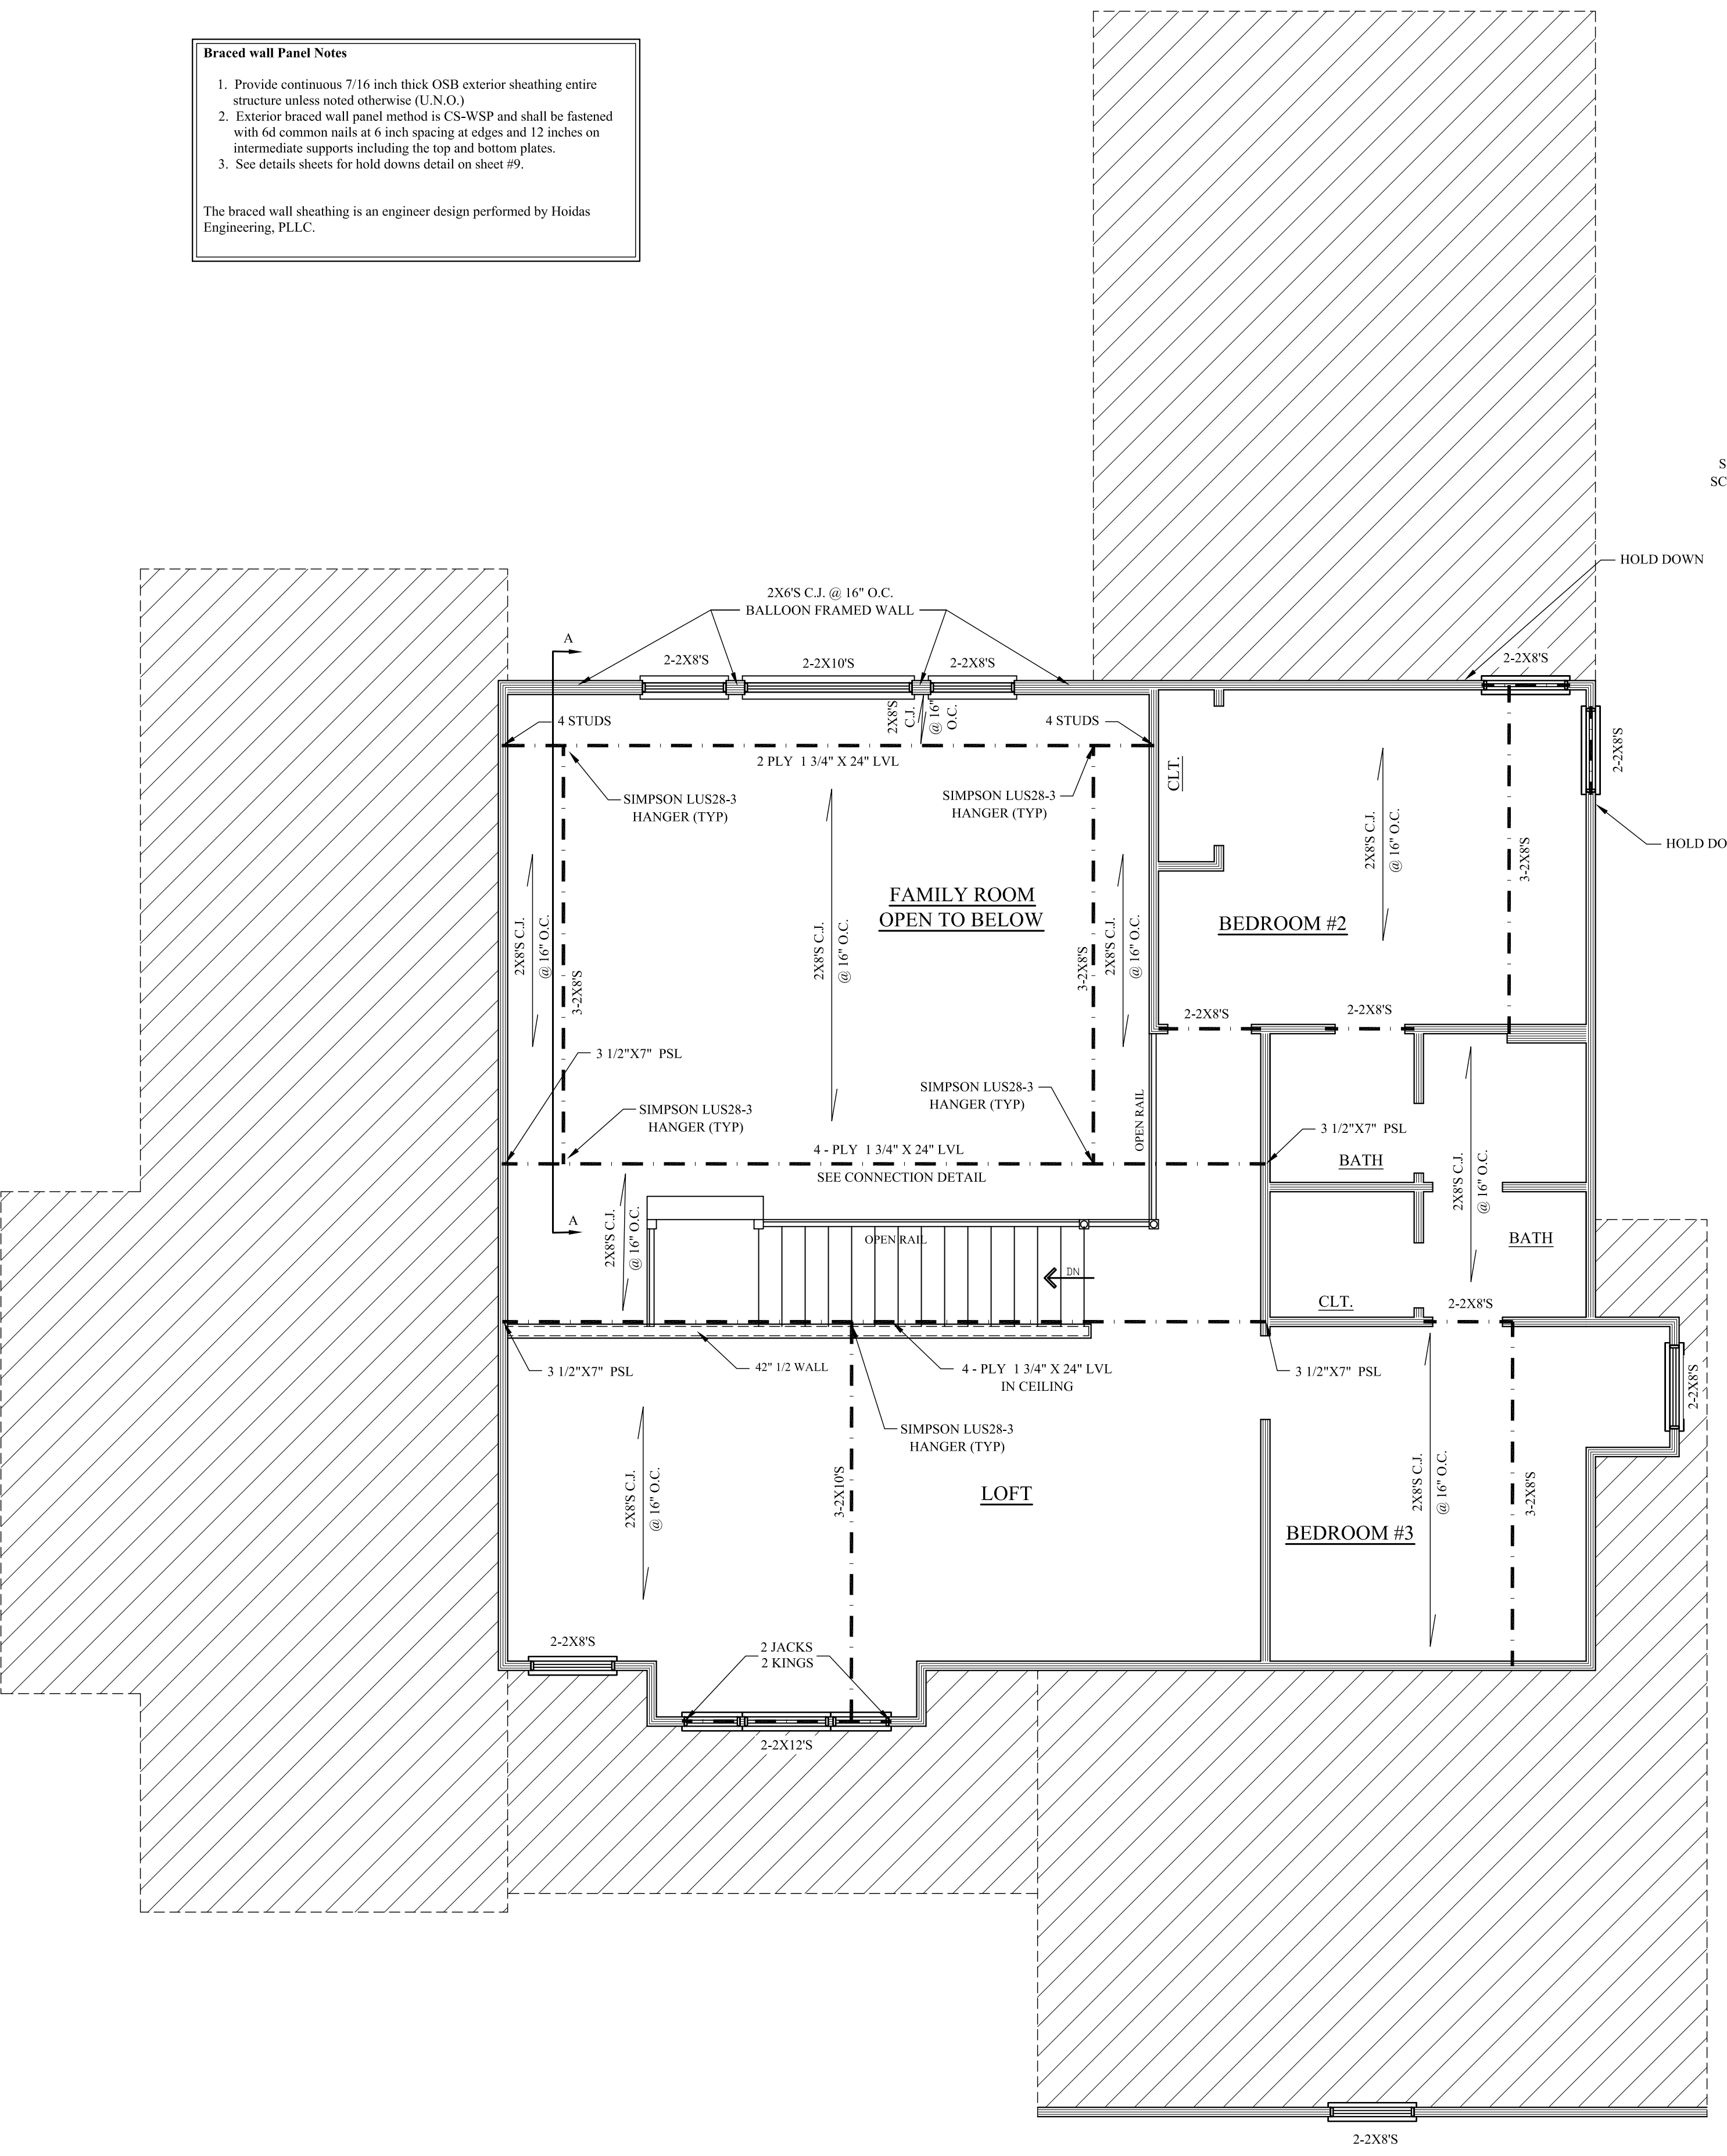 Braced wall Panel Notes
1. Provide continuous 7/16 inch thick OSB exterior sheathing entire
structure unless noted otherwise (U.N.O.)
2. Exterior braced wall panel method is CS-WSP and shall be fastened
with 6d common nails at 6 inch spacing at edges and 12 inches on
intermediate supports including the top and bottom plates.
3. See details sheets for hold downs detail on sheet #9.
The braced wall sheathing is an engineer design performed by Hoidas
Engineering, PLLC.
S
SC
HOLD DOWN
2X6'S C.J. @ 16" O.C.
BALLOON FRAMED WALL
A
2-2X8'S
2-2X10'S
2-2X8'S
2-2X8'S
4 STUDS
2X8'S
C.J.
@ 16"
O.C.
4 STUDS
2-2X8'S
2 PLY 1 3/4" X 24" LVL
CLT.
SIMPSON LUS28-3
HANGER (TYP)
SIMPSON LUS28-3
HANGER (TYP)
2X8'S C.J.
@ 16" O.C.
HOLD DO
3-2X8'S
FAMILY ROOM
OPEN TO BELOW
BEDROOM #2
2X8'S C.J.
@ 16" O.C.
3-2X8'S
2X8'S C.J.
@ 16" O.C.
3-2X8'S
2X8'S C.J.
@ 16" O.C.
2-2X8'S
2-2X8'S
3 1/2"X7" PSL
SIMPSON LUS28-3
HANGER (TYP)
SIMPSON LUS28-3
HANGER (TYP)
OPEN RAIL
3 1/2"X7" PSL
BATH
4 - PLY 1 3/4" X 24" LVL
SEE CONNECTION DETAIL
2X8'S C.J.
@ 16" O.C.
A
2X8'S C.J.
@ 16" O.C.
OPEN RAIL
BATH
DN
CLT.
2-2X8'S
3 1/2"X7" PSL
42" 1/2 WALL
4 - PLY 1 3/4" X 24" LVL
IN CEILING
3 1/2"X7" PSL
2-2X8'S
SIMPSON LUS28-3
HANGER (TYP)
2X8'S C.J.
@ 16" O.C.
3-2X10'S
LOFT
2X8'S C.J.
@ 16" O.C.
3-2X8'S
BEDROOM #3
2-2X8'S
2 JACKS
2 KINGS
2-2X12'S
2-2X8'S